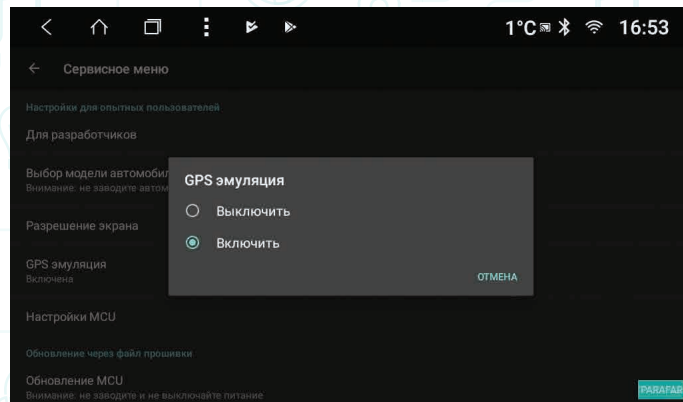 1°C 16:53
Сервисное меню
Настройки для опытных пользователей
Для разработчиков
Выбор модели автомобил
Внимание: не заводите автом
Разрешение экрана
GPS эмуляция
Включена
Настройки MCU
Обновление через файл прошивки
Обновление MCU
Внимание: не заводите и не выключайте питание
GPS эмуляция
Выключить
Включить
ОТМЕНА
PARAFAR